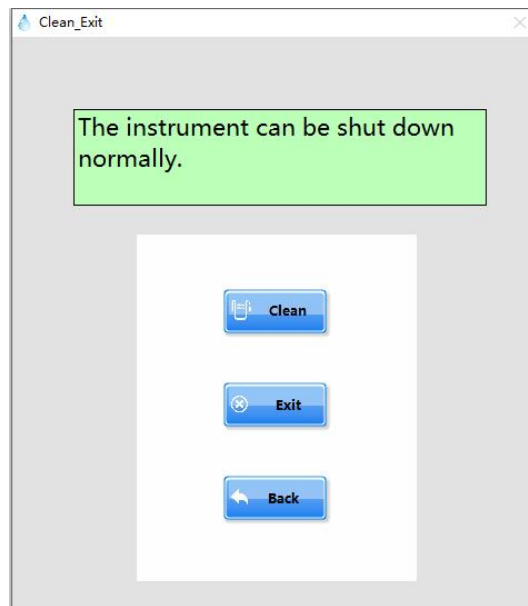 Clean_Exit
The instrument can be shut down
normally.
Clean
Exit
Back